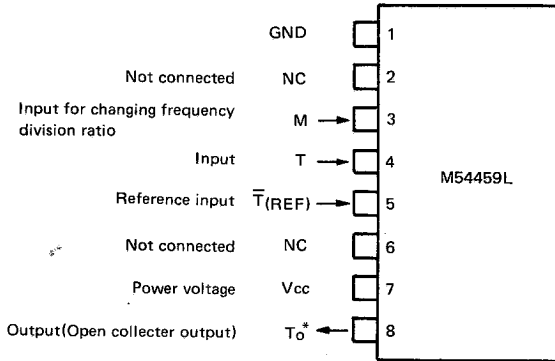 GND 1
Not connected NC 2
Input for changing frequency
division ratio M 3
Input T 4
M54459L
Reference input T̅(REF) 5
Not connected NC 6
Power voltage Vcc 7
Output(Open collecter output) To* 8